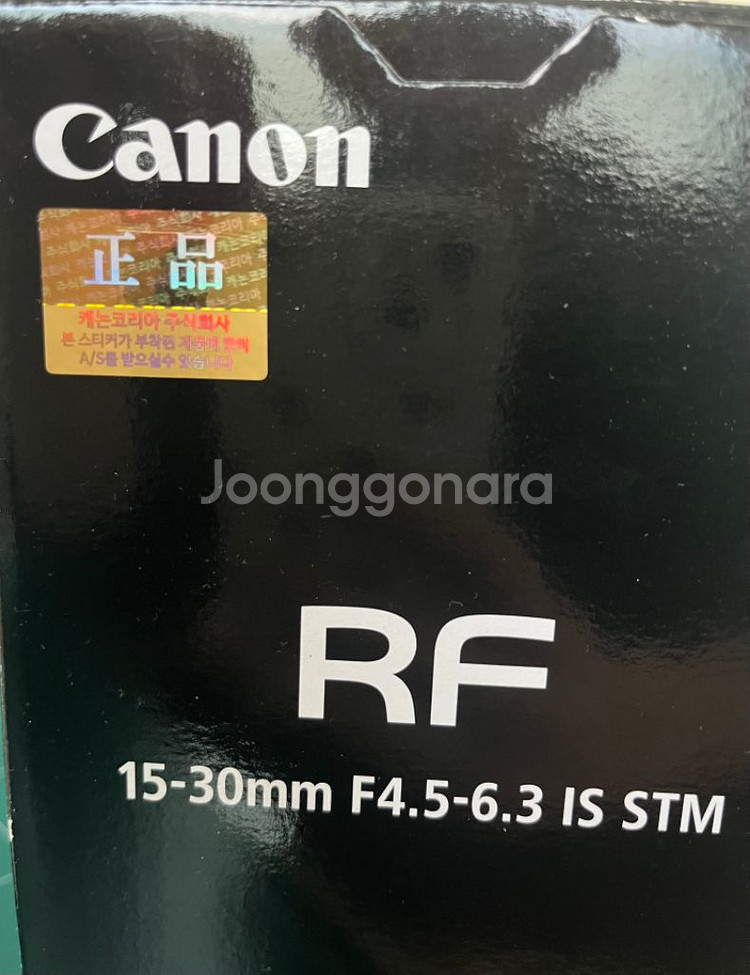 Canon
正品
캐논코리아 주식회사
본 스티커가 부착된 제품에 한해
A/S를 받으실수 있습니다
Joonggonara
RF
15-30mm F4.5-6.3 IS STM